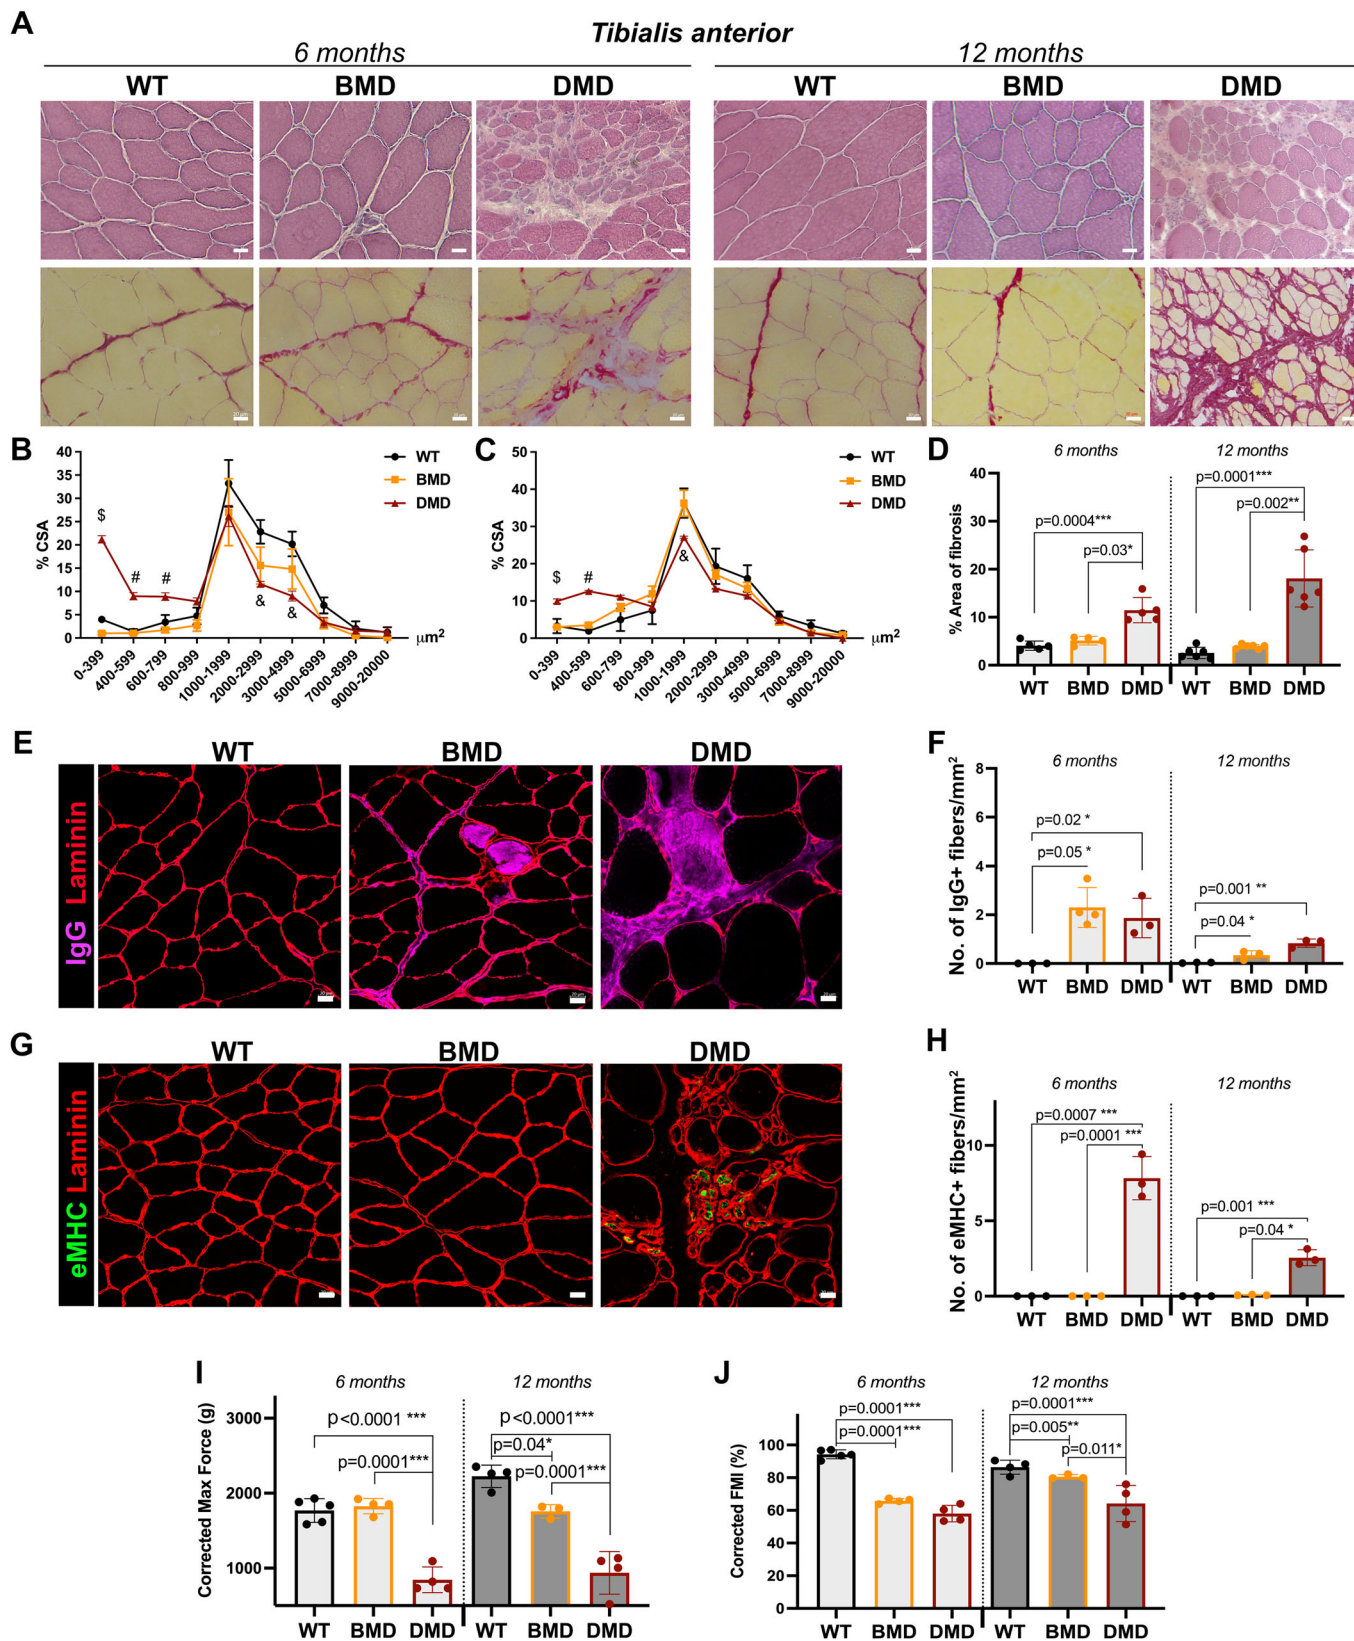 A
Tibialis anterior
6 months
12 months
WT
BMD
DMD
WT
BMD
DMD
20 µm
B
% CSA
40
35
30
25
20
15
10
5
0
$
#
#
&
&
WT
BMD
DMD
µm²
0-399
400-599
600-799
800-999
1000-1999
2000-2999
3000-4999
5000-6999
7000-8999
9000-20000
C
% CSA
50
40
30
20
10
0
$
#
&
WT
BMD
DMD
µm²
0-399
400-599
600-799
800-999
1000-1999
2000-2999
3000-4999
5000-6999
7000-8999
9000-20000
D
6 months
12 months
% Area of fibrosis
40
30
20
10
0
p=0.0004***
p=0.03*
p=0.0001***
p=0.002**
WT
BMD
DMD
WT
BMD
DMD
E
WT
BMD
DMD
IgG Laminin
F
6 months
12 months
No. of IgG+ fibers/mm²
8
6
4
2
0
p=0.02 *
p=0.05 *
p=0.001 **
p=0.04 *
WT
BMD
DMD
WT
BMD
DMD
G
WT
BMD
DMD
eMHC Laminin
H
6 months
12 months
No. of eMHC+ fibers/mm²
10
5
0
p=0.0007 ***
p=0.0001 ***
p=0.001 ***
p=0.04 *
WT
BMD
DMD
WT
BMD
DMD
I
6 months
12 months
Corrected Max Force (g)
3000
2000
1000
p<0.0001 ***
p=0.0001***
p<0.0001***
p=0.04*
p=0.0001***
WT
BMD
DMD
WT
BMD
DMD
J
6 months
12 months
Corrected FMI (%)
100
80
60
40
20
0
p=0.0001***
p=0.0001***
p=0.0001***
p=0.005**
p=0.011*
WT
BMD
DMD
WT
BMD
DMD